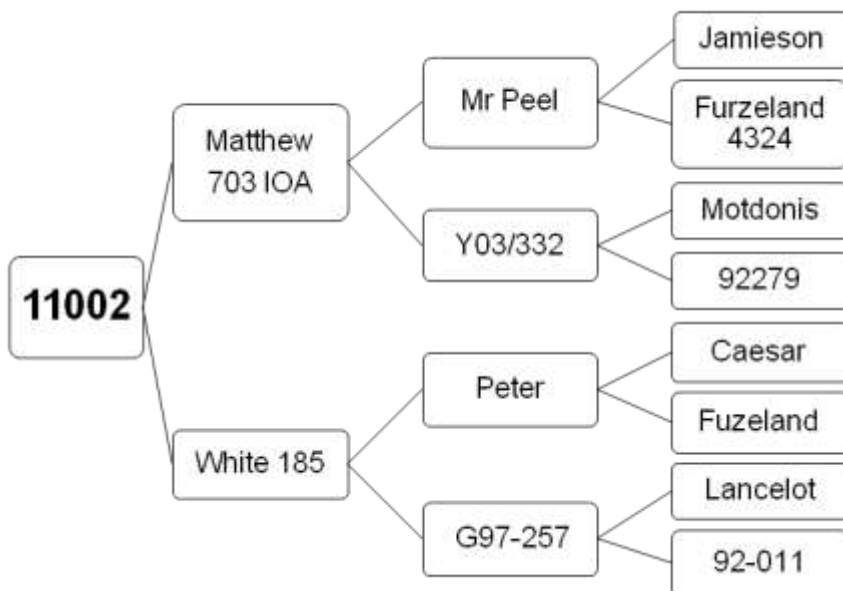 11002
Matthew
703 IOA
White 185
Mr Peel
Y03/332
Peter
G97-257
Jamieson
Furzeland
4324
Motdonis
92279
Caesar
Fuzeland
Lancelot
92-011